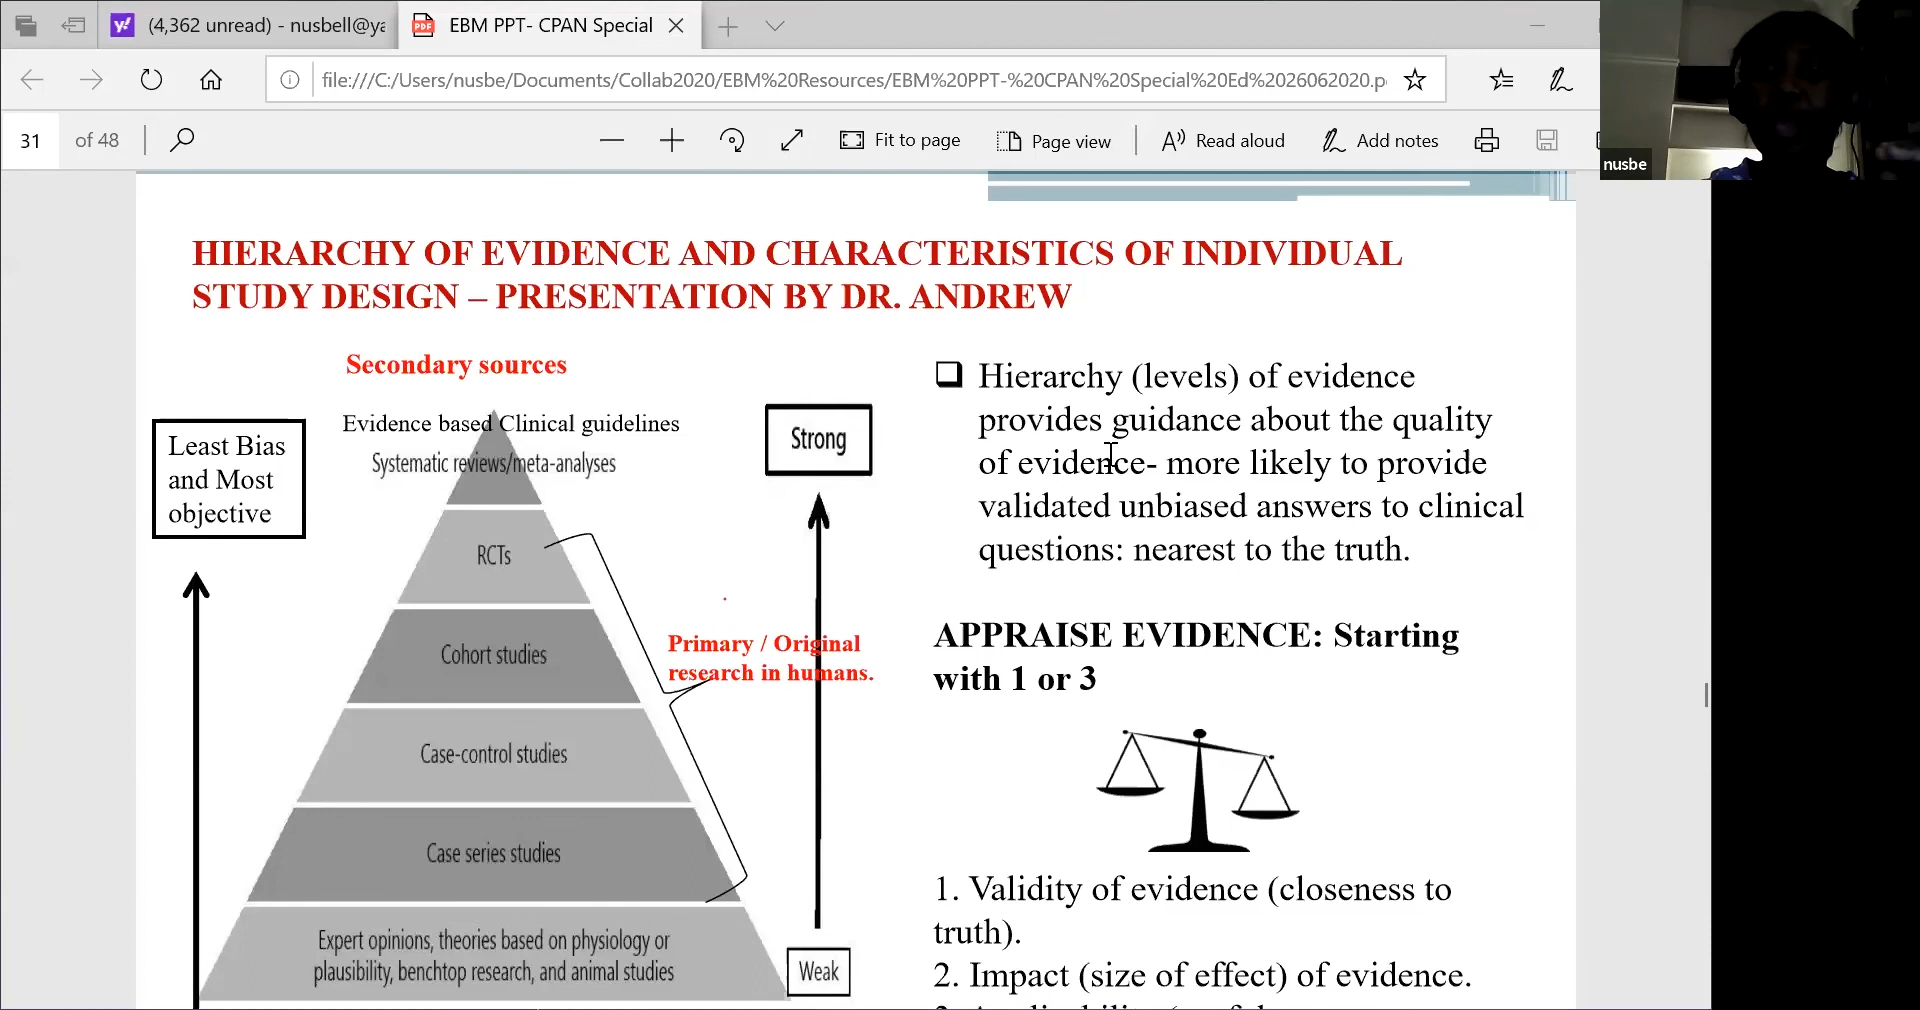 (4,362 unread) - nusbell@ya
EBM PPT- CPAN Special
file:///C:/Users/nusbe/Documents/Collab2020/EBM%20Resources/EBM%20PPT-%20CPAN%20Special%20Ed%2026062020.p
31 of 48
Fit to page
Page view
Read aloud
Add notes
nusbe
HIERARCHY OF EVIDENCE AND CHARACTERISTICS OF INDIVIDUAL
STUDY DESIGN – PRESENTATION BY DR. ANDREW
Secondary sources
Evidence based Clinical guidelines
Systematic reviews/meta-analyses
Least Bias
and Most
objective
Strong
RCTs
Cohort studies
Primary / Original
research in humans.
Case-control studies
Case series studies
Expert opinions, theories based on physiology or
plausibility, benchtop research, and animal studies
Weak
Hierarchy (levels) of evidence
provides guidance about the quality
of evidence- more likely to provide
validated unbiased answers to clinical
questions: nearest to the truth.
APPRAISE EVIDENCE: Starting
with 1 or 3
1. Validity of evidence (closeness to
truth).
2. Impact (size of effect) of evidence.